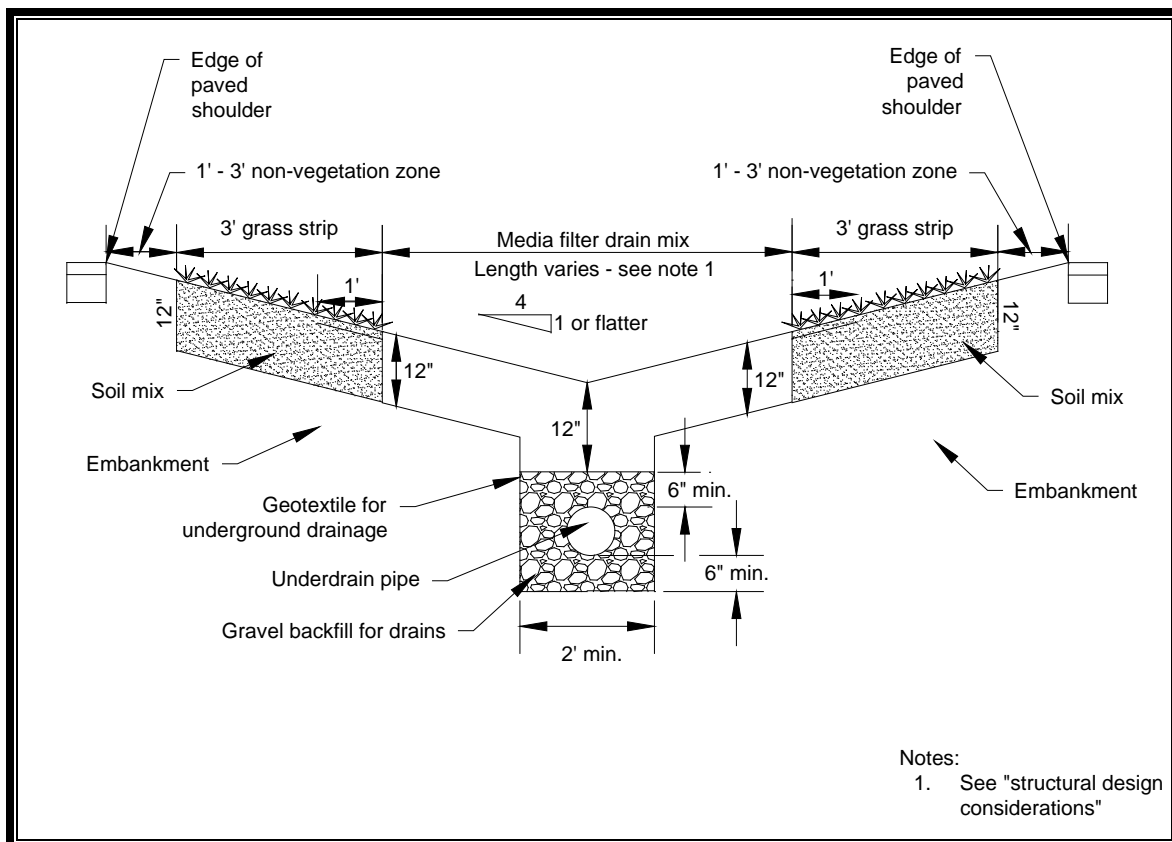 Edge of
paved
shoulder
Edge of
paved
shoulder
1' - 3' non-vegetation zone
1' - 3' non-vegetation zone
3' grass strip
Media filter drain mix
Length varies - see note 1
3' grass strip
1'
1'
4
1 or flatter
12"
12"
12"
12"
12"
Soil mix
Soil mix
Embankment
Embankment
Geotextile for
underground drainage
6" min.
Underdrain pipe
6" min.
Gravel backfill for drains
2' min.
Notes:
1. See "structural design
considerations"